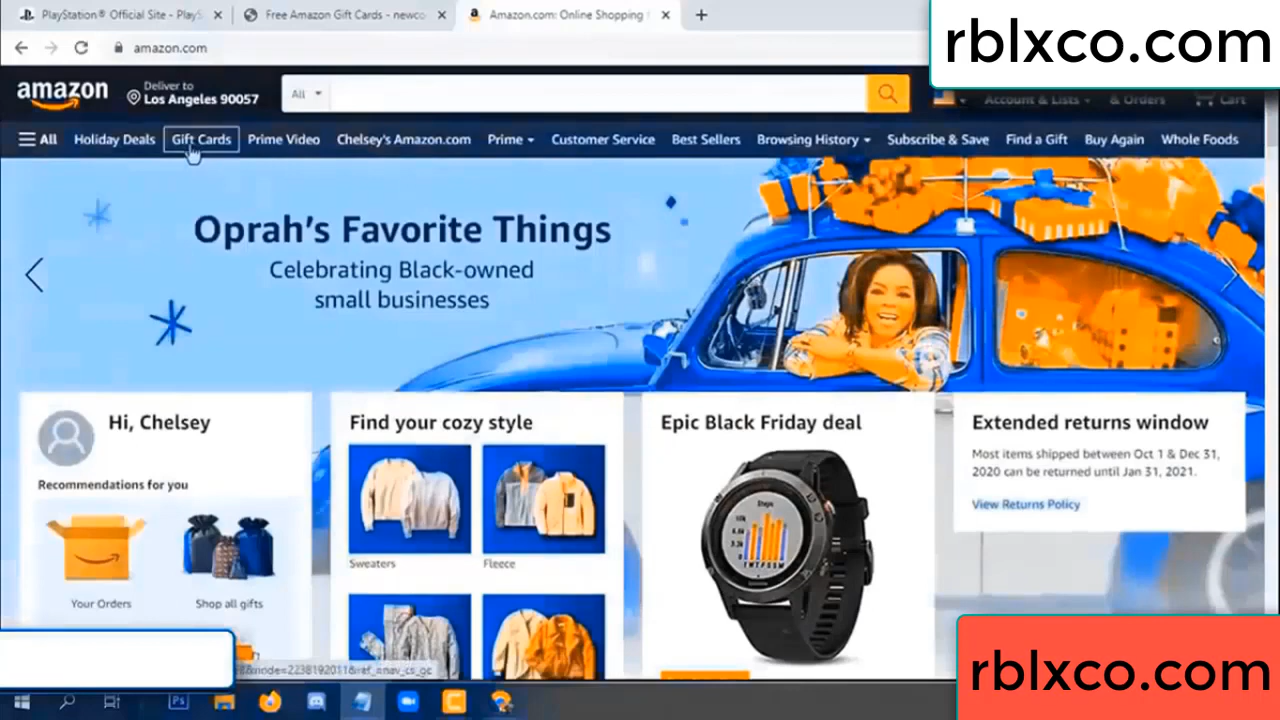 PlayStation® Official Site - PlayS
Free Amazon Gift Cards - newco
Amazon.com: Online Shopping
rblxco.com
amazon.com
amazon
Deliver to
Los Angeles 90057
All
Account & Lists
& Orders
Cart
All
Holiday Deals
Gift Cards
Prime Video
Chelsey's Amazon.com
Prime
Customer Service
Best Sellers
Browsing History
Subscribe & Save
Find a Gift
Buy Again
Whole Foods
Oprah's Favorite Things
Celebrating Black-owned
small businesses
Hi, Chelsey
Recommendations for you
Your Orders
Shop all gifts
Find your cozy style
Sweaters
Fleece
Epic Black Friday deal
Steps
Extended returns window
Most items shipped between Oct 1 & Dec 31,
2020 can be returned until Jan 31, 2021.
View Returns Policy
rblxco.com
Ps